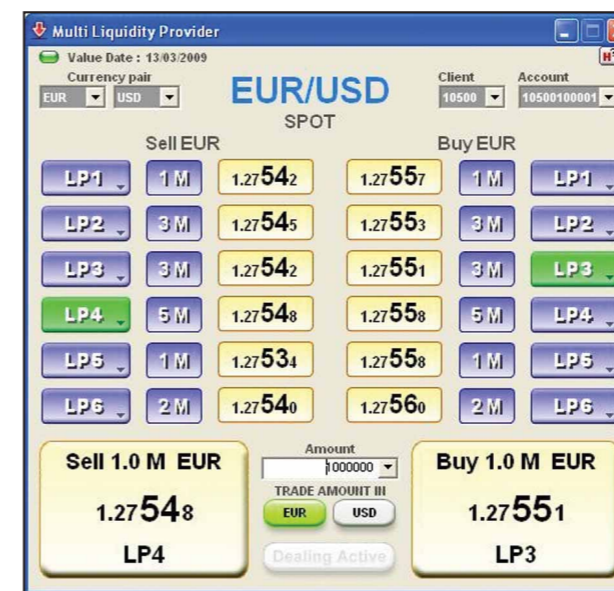 Multi Liquidity Provider
Value Date : 13/03/2009
Currency pair
EUR USD
EUR/USD
SPOT
Client Account
10500 10500100001
Sell EUR Buy EUR
LP1 1 M 1.27542 1.27557 1 M LP1
LP2 3 M 1.27545 1.27553 3 M LP2
LP3 3 M 1.27542 1.27551 3 M LP3
LP4 5 M 1.27548 1.27558 5 M LP4
LP5 1 M 1.27534 1.27558 1 M LP5
LP6 2 M 1.27540 1.27560 2 M LP6
Sell 1.0 M EUR
1.27548
LP4
Amount
1000000
TRADE AMOUNT IN
EUR USD
Dealing Active
Buy 1.0 M EUR
1.27551
LP3